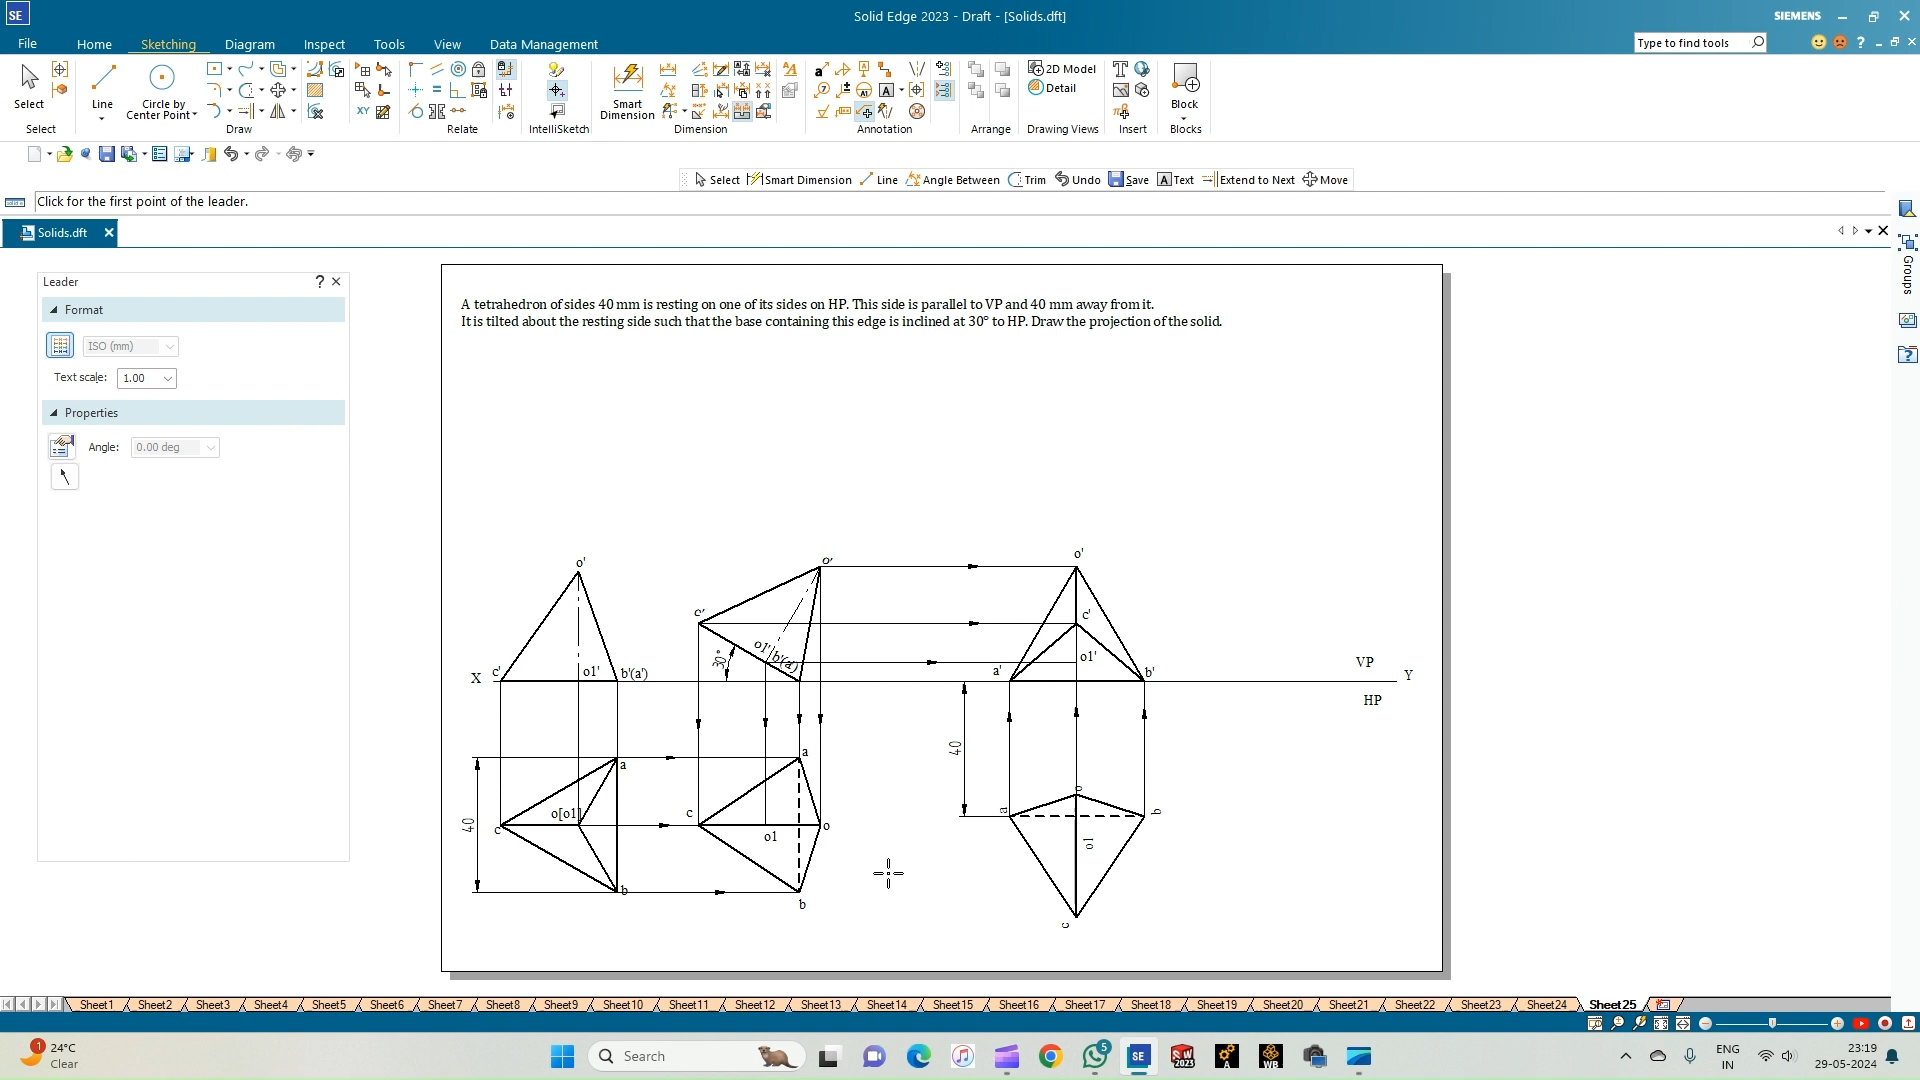 SE
Solid Edge 2023 - Draft - [Solids.dft]
SIEMENS
File
Home
Sketching
Diagram
Inspect
Tools
View
Data Management
Type to find tools
Select
Line
Circle by
Center Point
Smart
Dimension
2D Model
Detail
Block
Select
Draw
Relate
IntelliSketch
Dimension
Annotation
Arrange
Drawing Views
Insert
Blocks
Select
Smart Dimension
Line
Angle Between
Trim
Undo
Save
Text
Extend to Next
Move
Click for the first point of the leader.
Solids.dft
Groups
Leader
Format
ISO (mm)
Text scale:
1.00
Properties
Angle:
0.00 deg
A tetrahedron of sides 40 mm is resting on one of its sides on HP. This side is parallel to VP and 40 mm away from it.
It is tilted about the resting side such that the base containing this edge is inclined at 30° to HP. Draw the projection of the solid.
o'
o'
o'
c'
c'
o1'
b'(a')
30°
o1'
VP
X
c'
o1'
b'(a')
a'
b'
Y
HP
40
a
a
o
o[o1]
c
a
b
40
c
o
o1
o1
b
b
c
Sheet1
Sheet2
Sheet3
Sheet4
Sheet5
Sheet6
Sheet7
Sheet8
Sheet9
Sheet10
Sheet11
Sheet12
Sheet13
Sheet14
Sheet15
Sheet16
Sheet17
Sheet18
Sheet19
Sheet20
Sheet21
Sheet22
Sheet23
Sheet24
Sheet25
1
24°C
Clear
Search
5
SE
SW
2023
A
WB
ENG
IN
23:19
29-05-2024